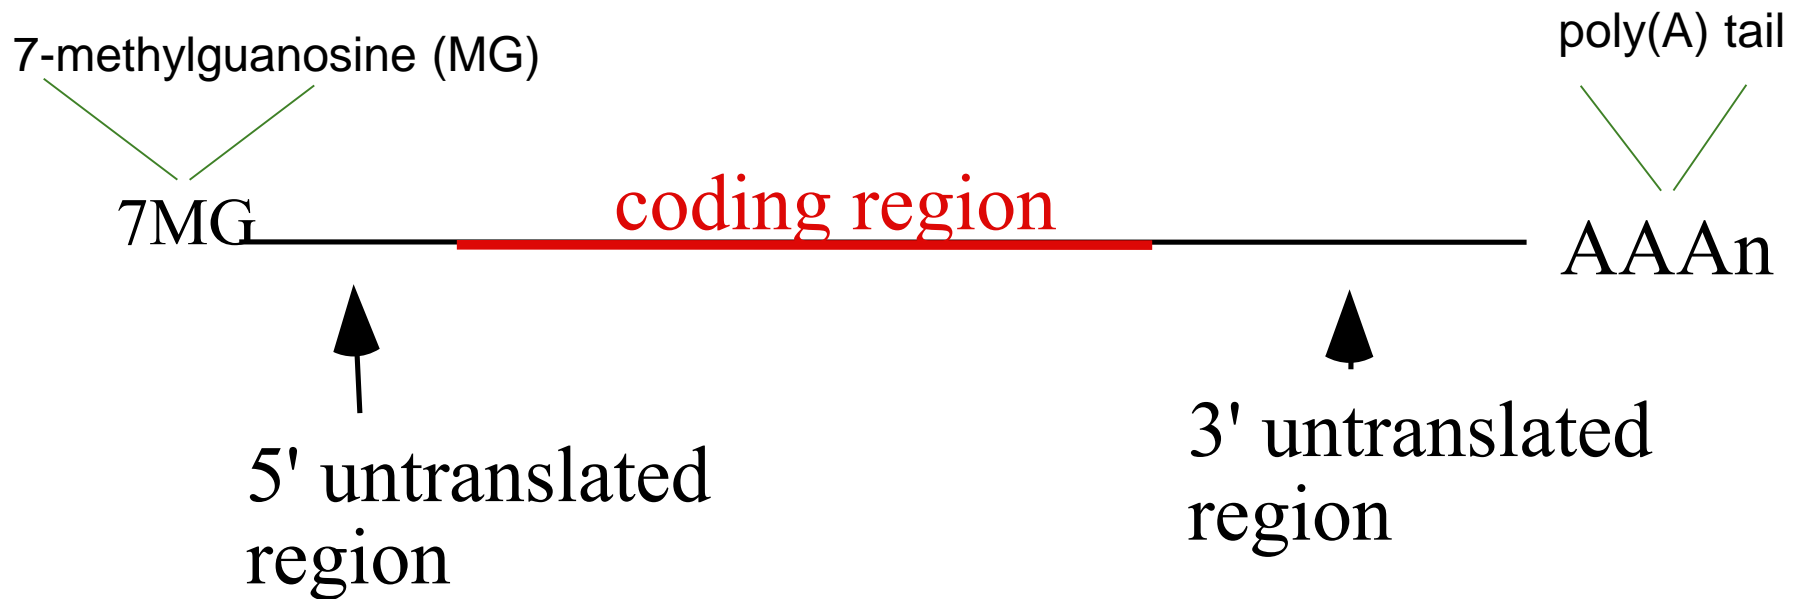 7-methylguanosine (MG)
poly(A) tail
7MG
coding region
AAAn
5' untranslated
region
3' untranslated
region